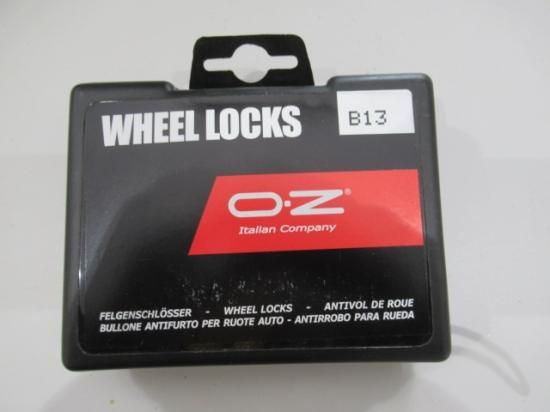 WHEEL LOCKS
B13
O·Z®
Italian Company
FELGENSCHLÖSSER - WHEEL LOCKS - ANTIVOL DE ROUE
BULLONE ANTIFURTO PER RUOTE AUTO - ANTIRROBO PARA RUEDA